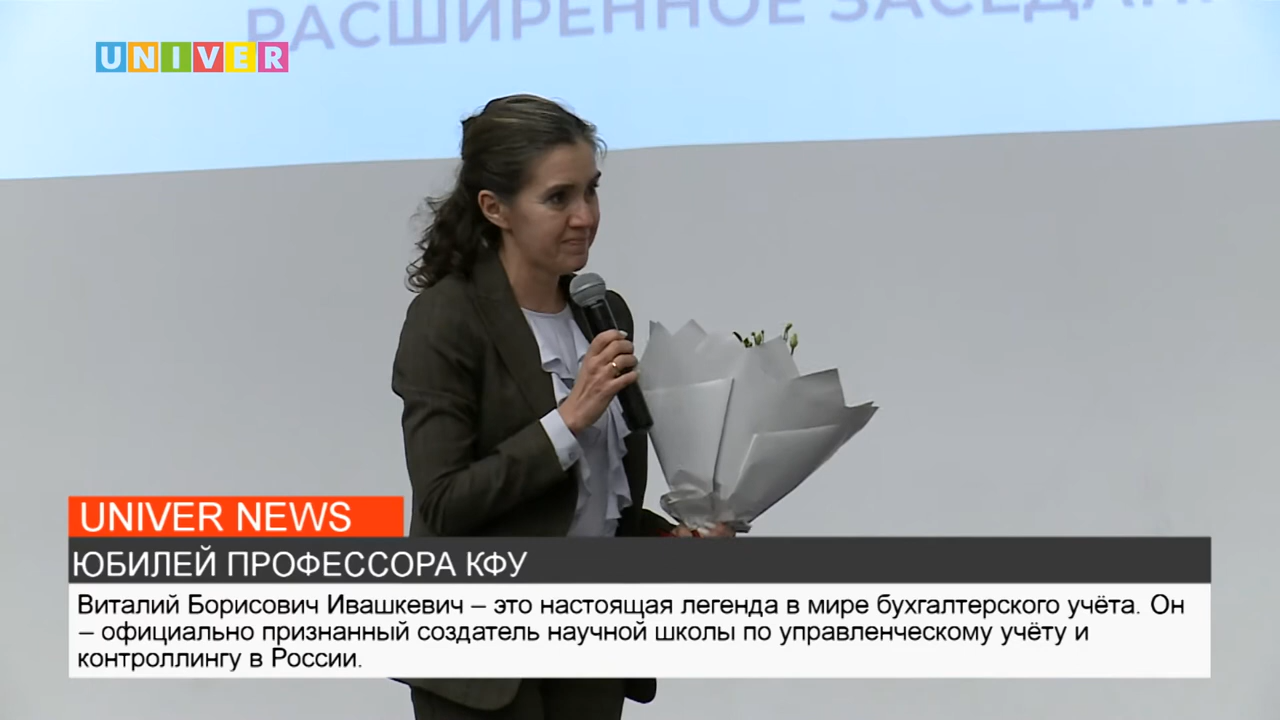 РАСШИРЕННОЕ ЗАСЕДАН
UNIVER
UNIVER NEWS
ЮБИЛЕЙ ПРОФЕССОРА КФУ
Виталий Борисович Ивашкевич – это настоящая легенда в мире бухгалтерского учёта. Он
– официально признанный создатель научной школы по управленческому учёту и
контроллингу в России.